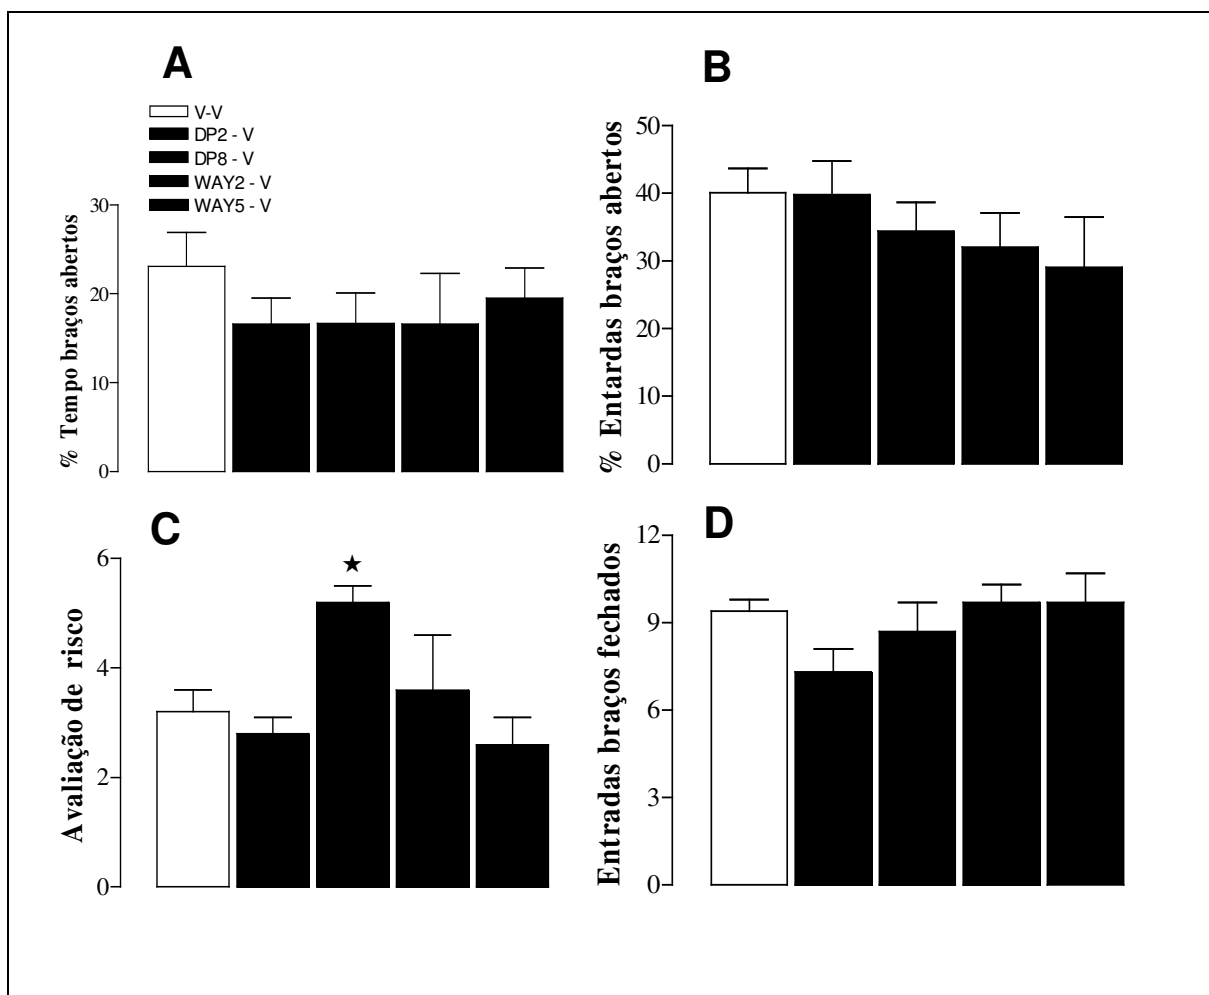 A
V-V
DP2 - V
DP8 - V
WAY2 - V
WAY5 - V
% Tempo braços abertos
30
20
10
0
B
% Entardas braços abertos
50
40
30
20
10
0
C
Avaliação de risco
6
4
2
0
★
D
Entradas braços fechados
12
9
6
3
0